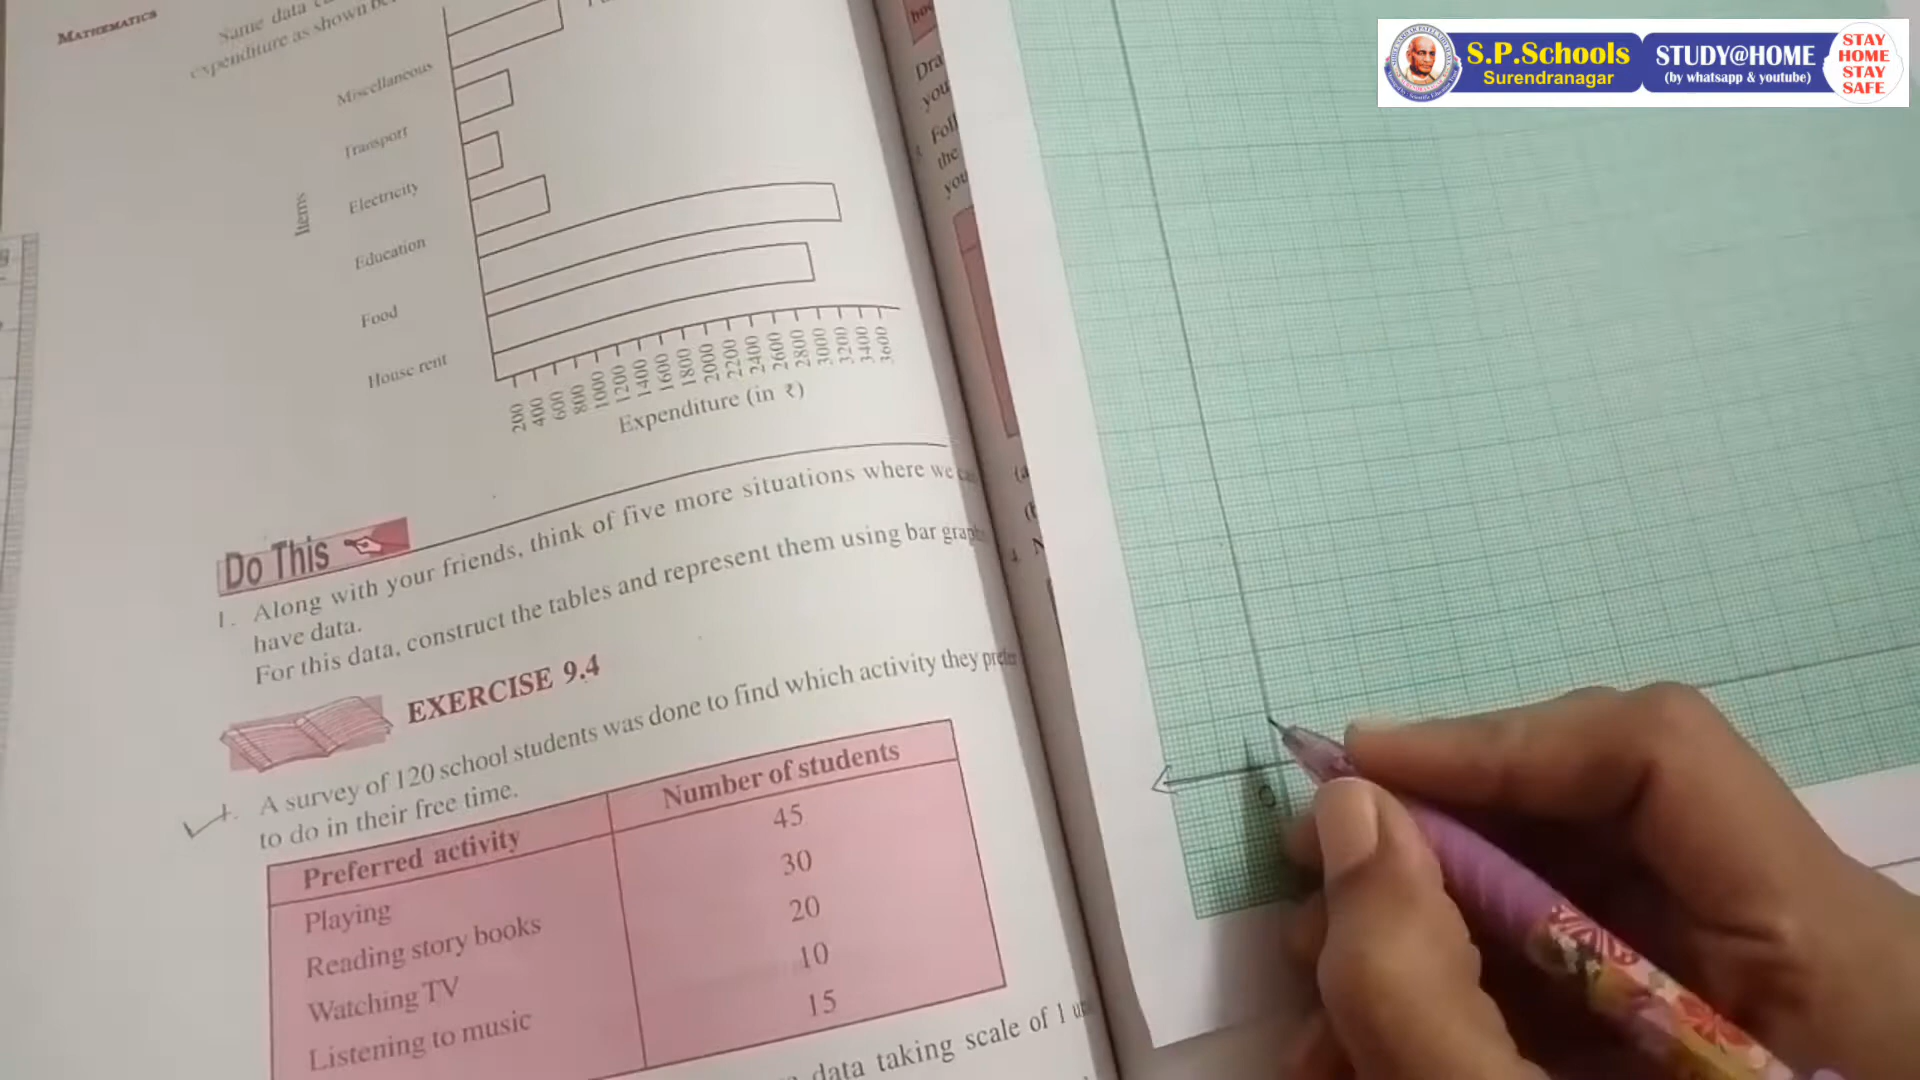 MATHEMATICS
Same data
expenditure as shown
Miscellaneous
Transport
Electricity
Education
Food
House rent
Items
200 400 600 800 1000 1200 1400 1600 1800 2000 2200 2400 2600 2800 3000 3200 3400 3600
Expenditure (in ₹)
Do This
1. Along with your friends, think of five more situations where we
have data.
For this data, construct the tables and represent them using bar
EXERCISE 9.4
A survey of 120 school students was done to find which activity they prefer
to do in their free time.
Preferred activity Number of students
Playing 45
Reading story books 30
Watching TV 20
Listening to music 10
15
data taking scale of 1
you
the
you
O
S.P.Schools
Surendranagar
STUDY@HOME
(by whatsapp & youtube)
STAY
HOME
STAY
SAFE